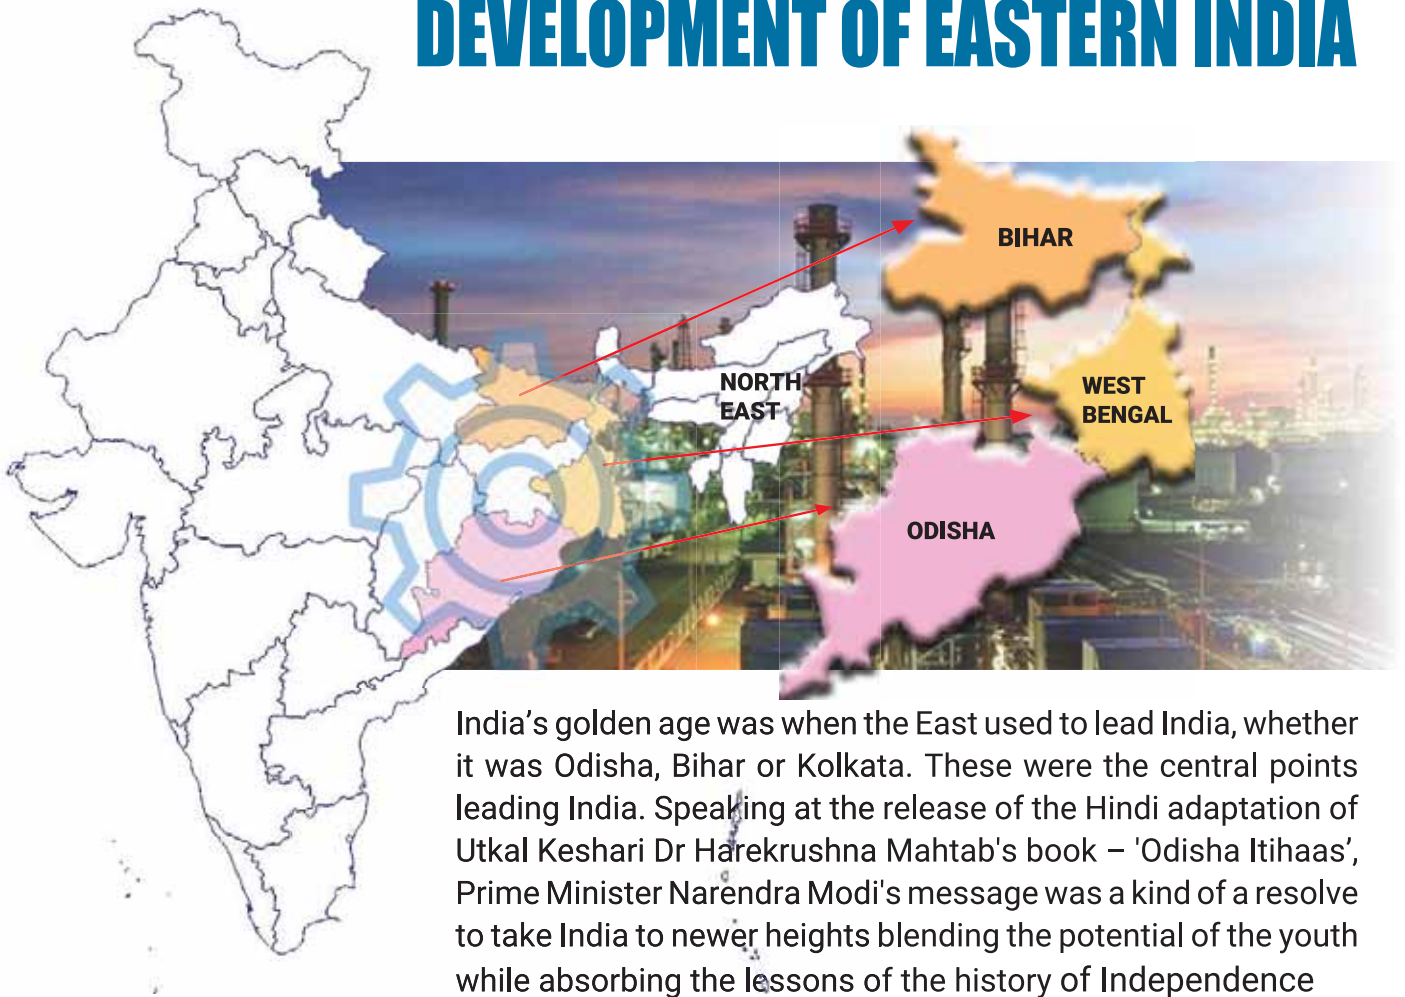 DEVELOPMENT OF EASTERN INDIA
BIHAR
NORTH
EAST
WEST
BENGAL
ODISHA
India’s golden age was when the East used to lead India, whether
it was Odisha, Bihar or Kolkata. These were the central points
leading India. Speaking at the release of the Hindi adaptation of
Utkal Keshari Dr Harekrushna Mahtab's book – 'Odisha Itihaas’,
Prime Minister Narendra Modi's message was a kind of a resolve
to take India to newer heights blending the potential of the youth
while absorbing the lessons of the history of Independence